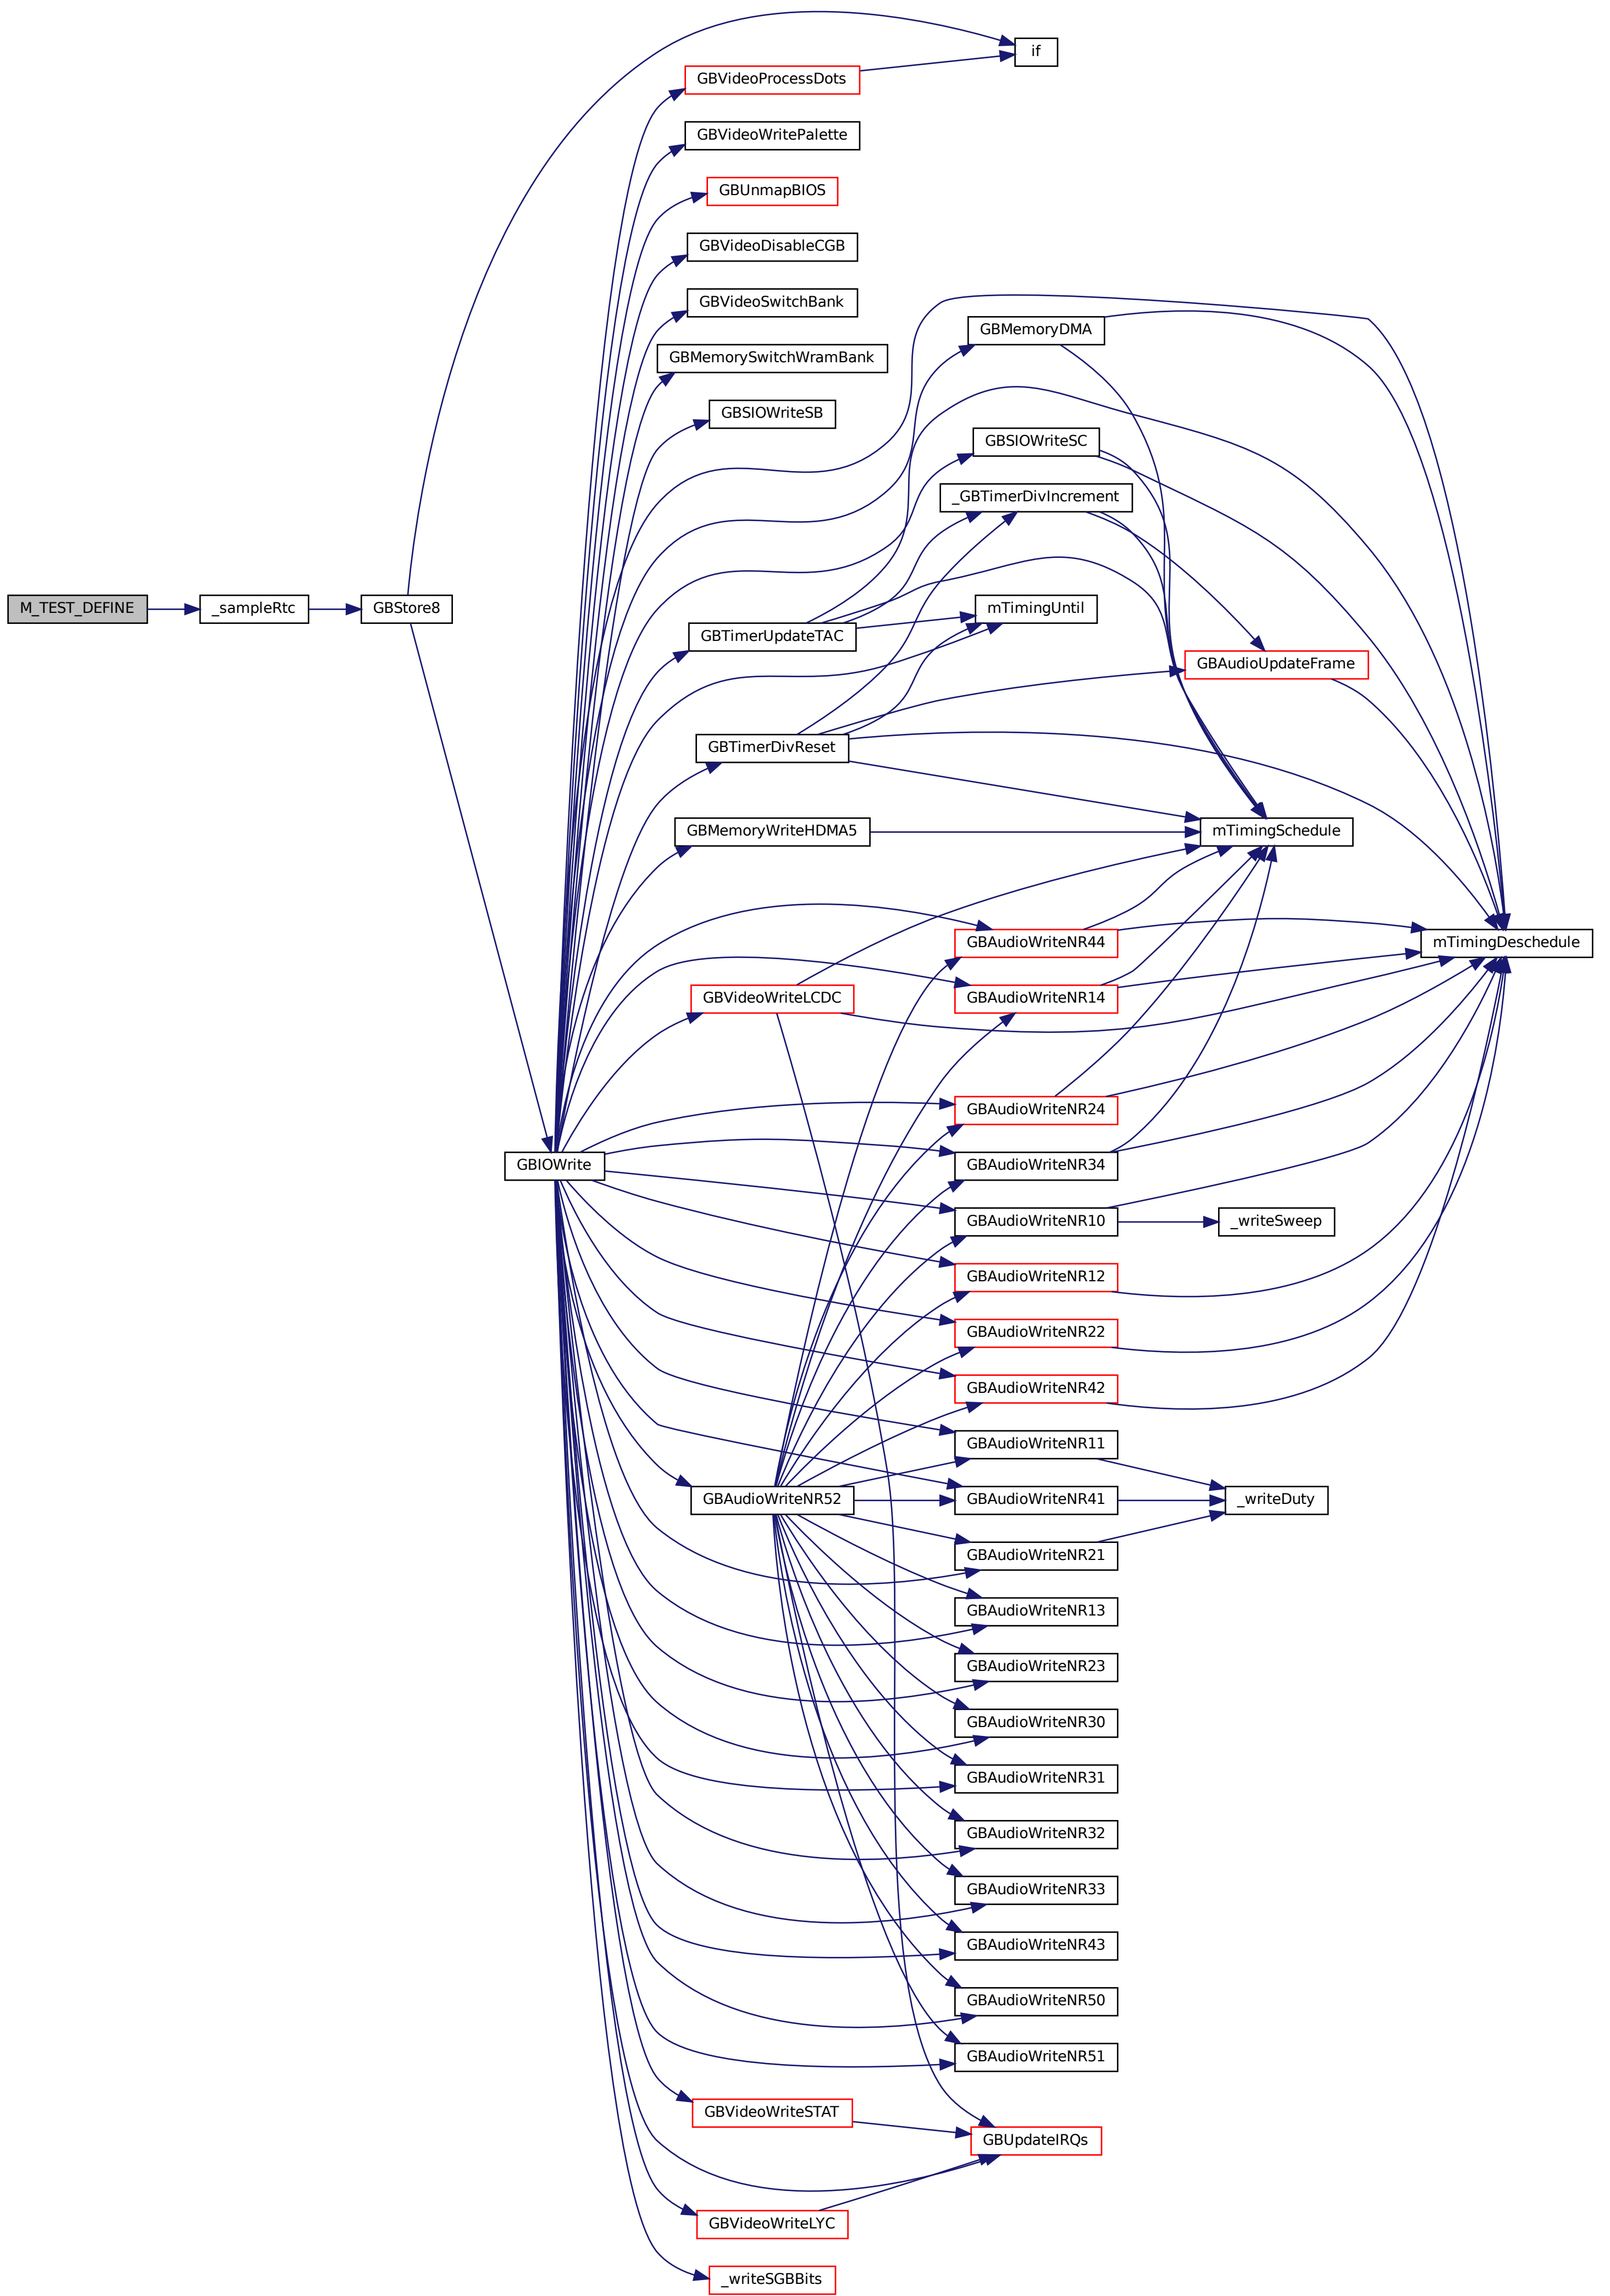 if
GBVideoProcessDots
GBVideoWritePalette
GBUnmapBIOS
GBVideoDisableCGB
GBVideoSwitchBank
GBMemoryDMA
GBMemorySwitchWramBank
GBSIOWriteSB
GBSIOWriteSC
_GBTimerDivIncrement
M_TEST_DEFINE
_sampleRtc
GBStore8
mTimingUntil
GBTimerUpdateTAC
GBAudioUpdateFrame
GBTimerDivReset
GBMemoryWriteHDMA5
mTimingSchedule
GBAudioWriteNR44
mTimingDeschedule
GBVideoWriteLCDC
GBAudioWriteNR14
GBAudioWriteNR24
GBIOWrite
GBAudioWriteNR34
GBAudioWriteNR10
_writeSweep
GBAudioWriteNR12
GBAudioWriteNR22
GBAudioWriteNR42
GBAudioWriteNR11
GBAudioWriteNR52
GBAudioWriteNR41
_writeDuty
GBAudioWriteNR21
GBAudioWriteNR13
GBAudioWriteNR23
GBAudioWriteNR30
GBAudioWriteNR31
GBAudioWriteNR32
GBAudioWriteNR33
GBAudioWriteNR43
GBAudioWriteNR50
GBAudioWriteNR51
GBVideoWriteSTAT
GBUpdateIRQs
GBVideoWriteLYC
_writeSGBBits